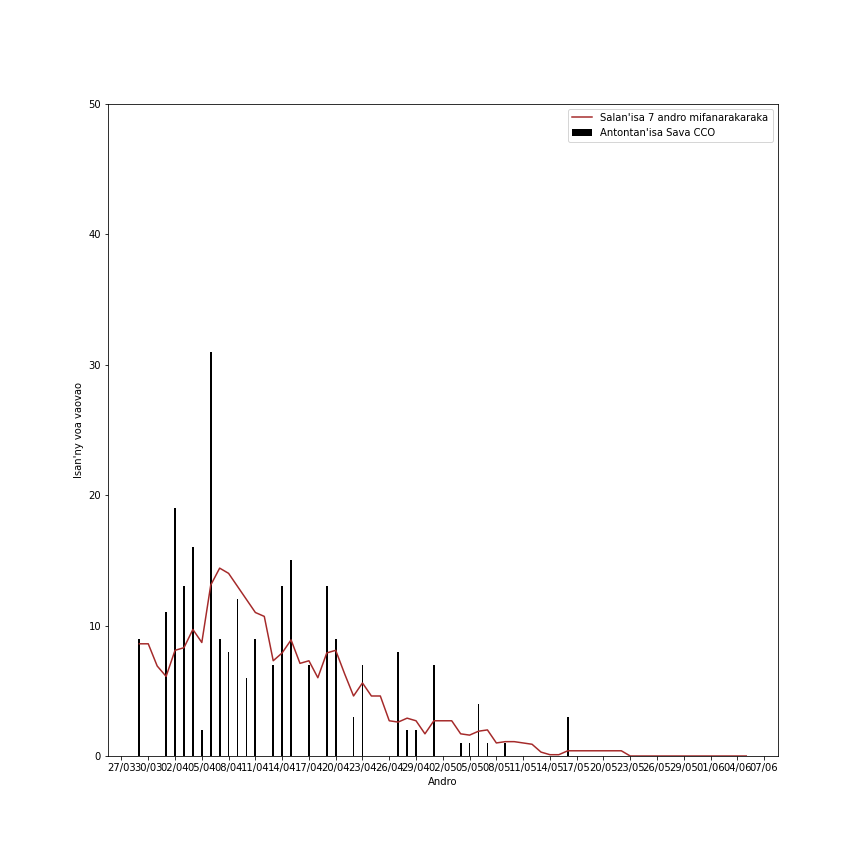 50
40
30
20
10
0
Isan'ny voa vaovao
Salan'isa 7 andro mifanarakaraka
Antontan'isa Sava CCO
27/03 30/03 02/04 05/04 08/04 11/04 14/04 17/04 20/04 23/04 26/04 29/04 02/05 05/05 08/05 11/05 14/05 17/05 20/05 23/05 26/05 29/05 01/06 04/06 07/06
Andro